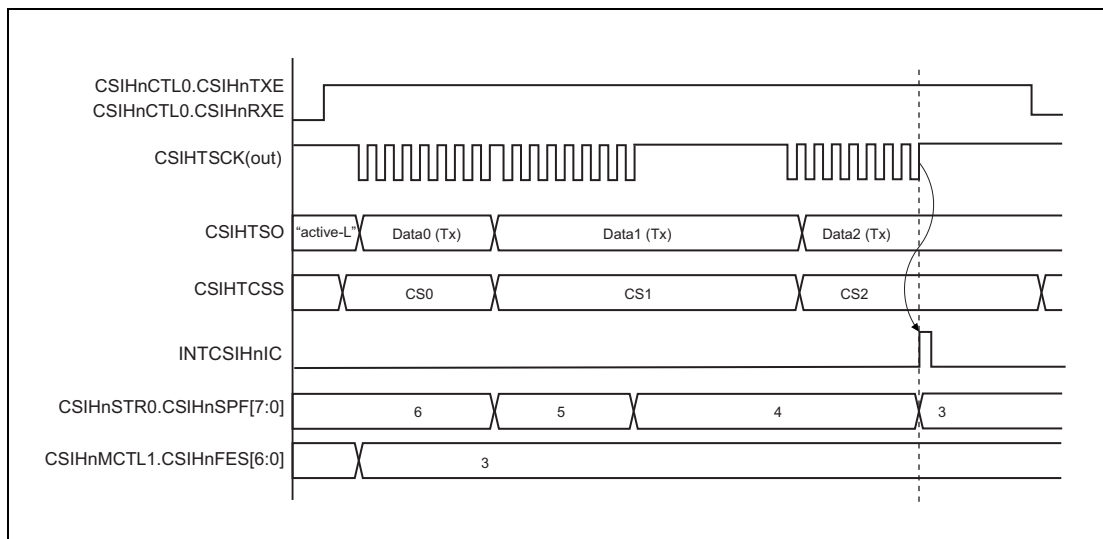 CSIHnCTL0.CSIHnTXE
CSIHnCTL0.CSIHnRXE
CSIHTSCK(out)
CSIHTSO "active-L" Data0 (Tx) Data1 (Tx) Data2 (Tx)
CSIHTCSS CS0 CS1 CS2
INTCSIHnIC
CSIHnSTR0.CSIHnSPF[7:0] 6 5 4 3
CSIHnMCTL1.CSIHnFES[6:0] 3